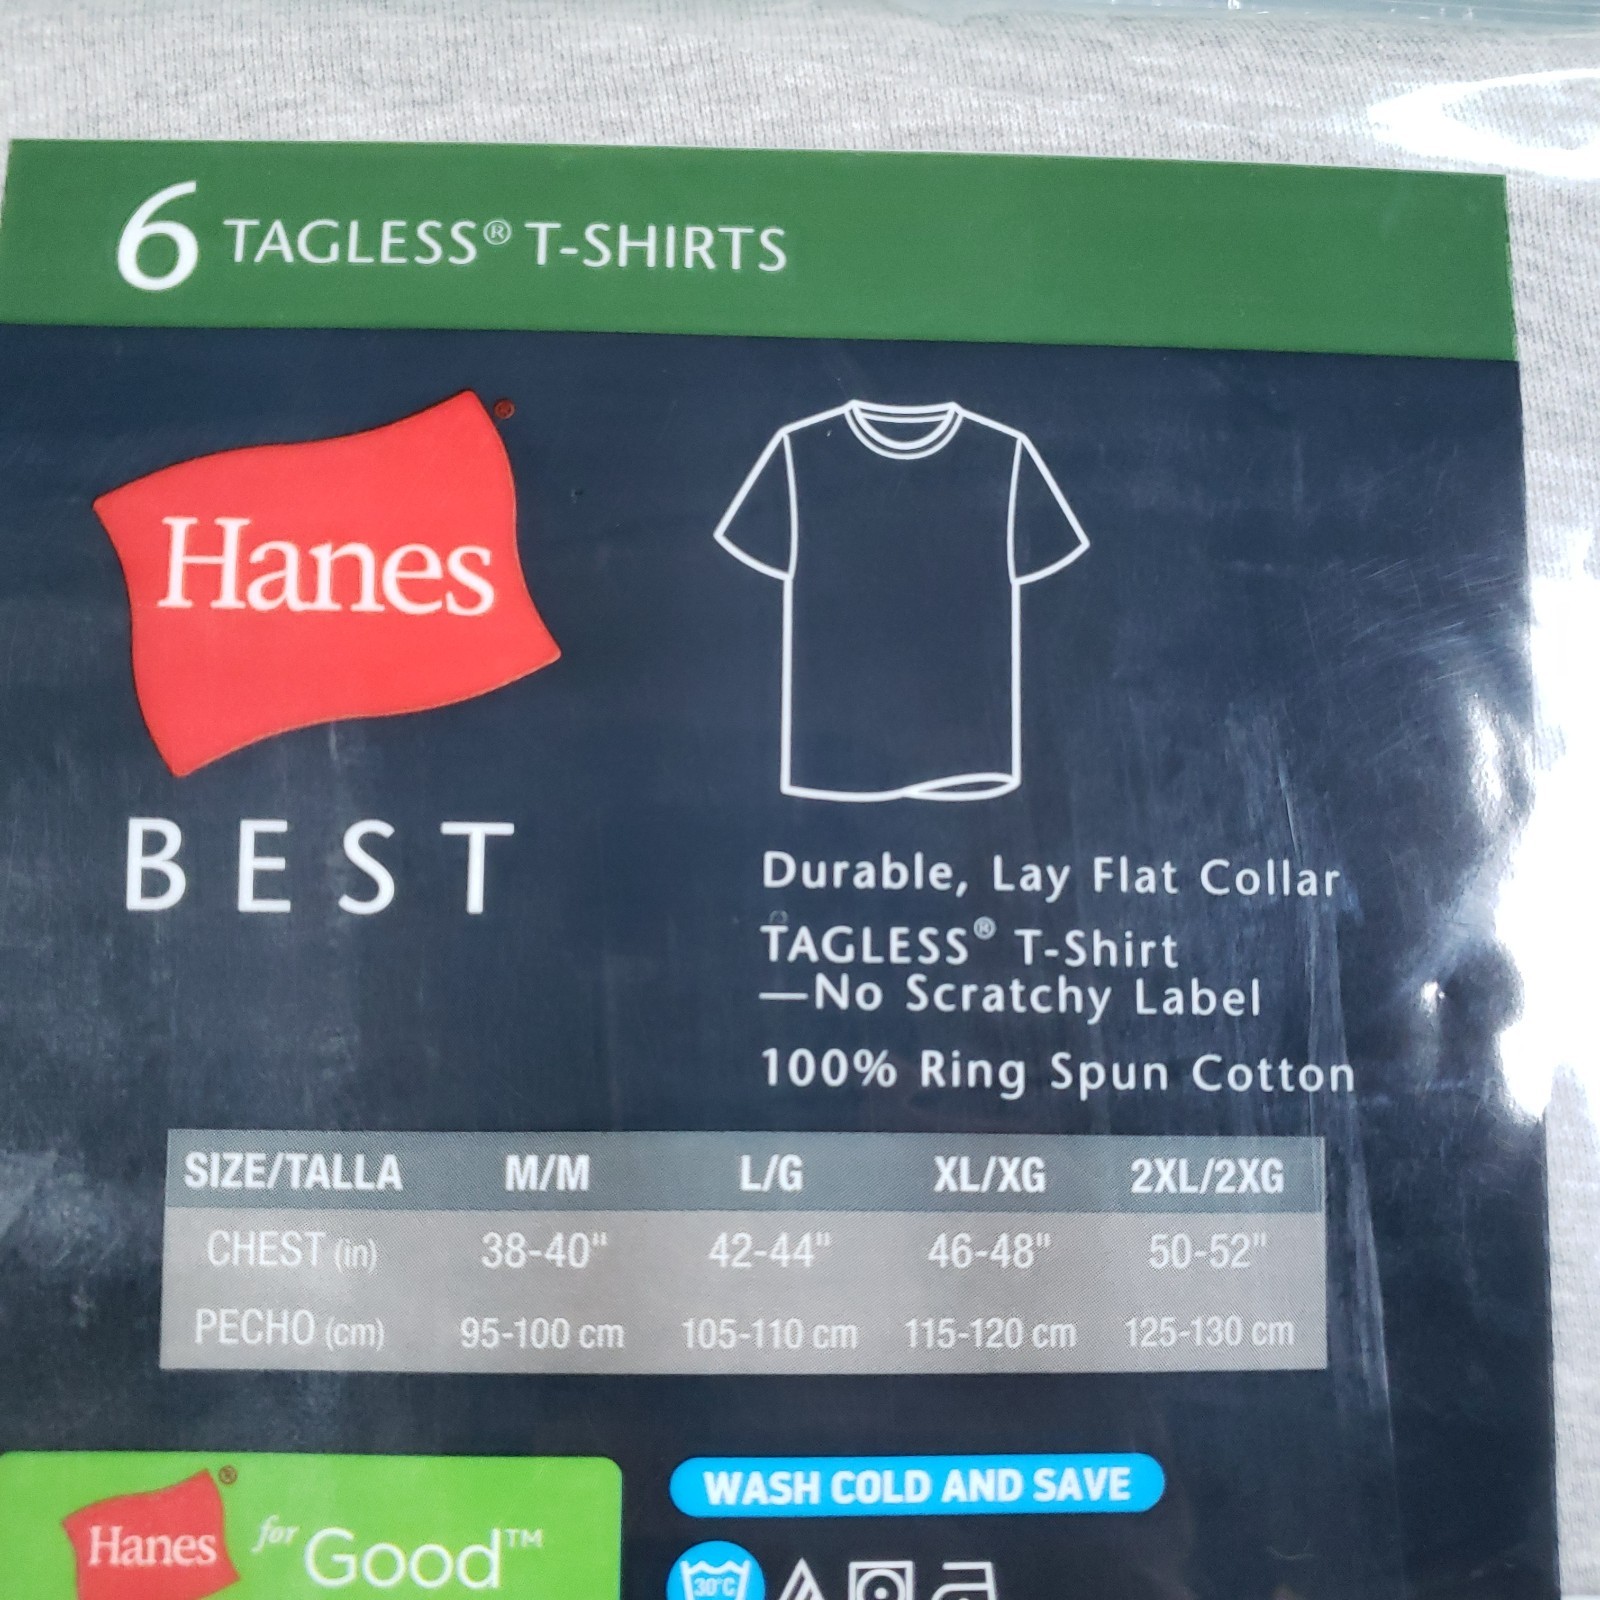 6 TAGLESS® T-SHIRTS
Hanes®
BEST
Durable, Lay Flat Collar
TAGLESS® T-Shirt
—No Scratchy Label
100% Ring Spun Cotton
SIZE/TALLA M/M L/G XL/XG 2XL/2XG
CHEST (in) 38-40" 42-44" 46-48" 50-52"
PECHO (cm) 95-100 cm 105-110 cm 115-120 cm 125-130 cm
Hanes® for Good™
WASH COLD AND SAVE
30°C